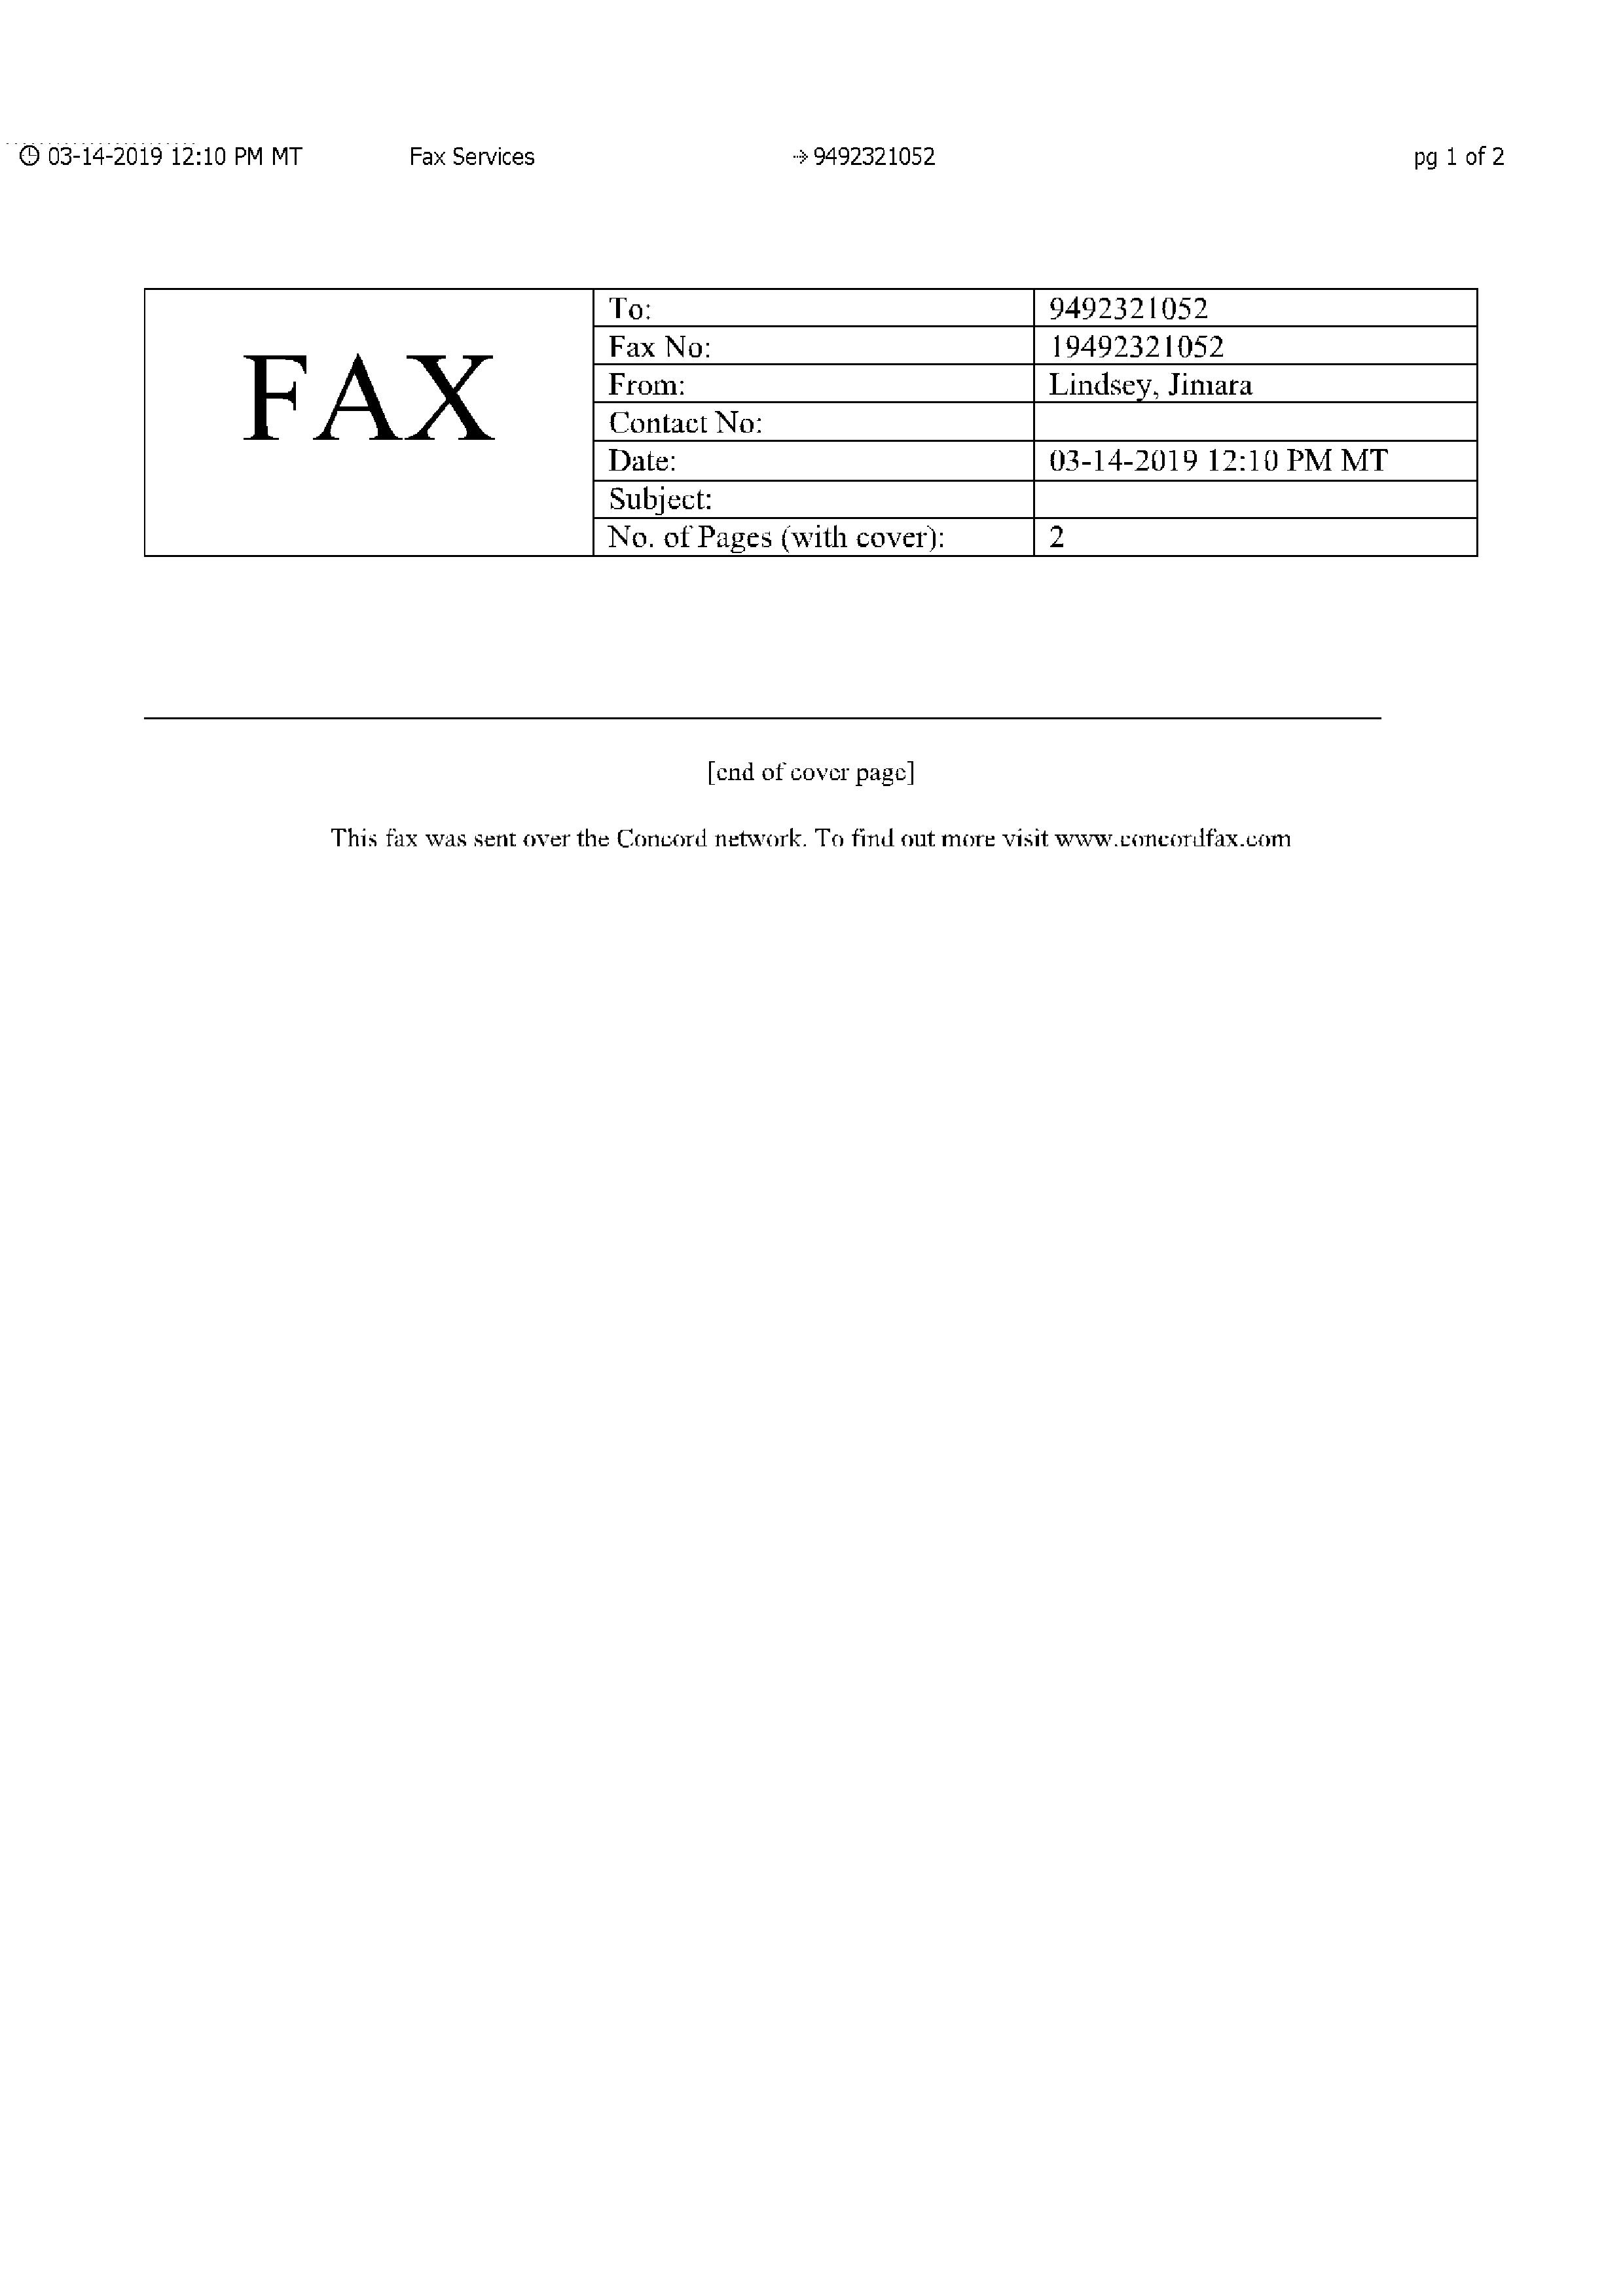 03-14-2019 12:10 PM MT Fax Services → 9492321052 pg 1 of 2
FAX
To: 9492321052
Fax No: 19492321052
From: Lindsey, Jimara
Contact No:
Date: 03-14-2019 12:10 PM MT
Subject:
No. of Pages (with cover): 2
[end of cover page]
This fax was sent over the Concord network. To find out more visit www.concordfax.com